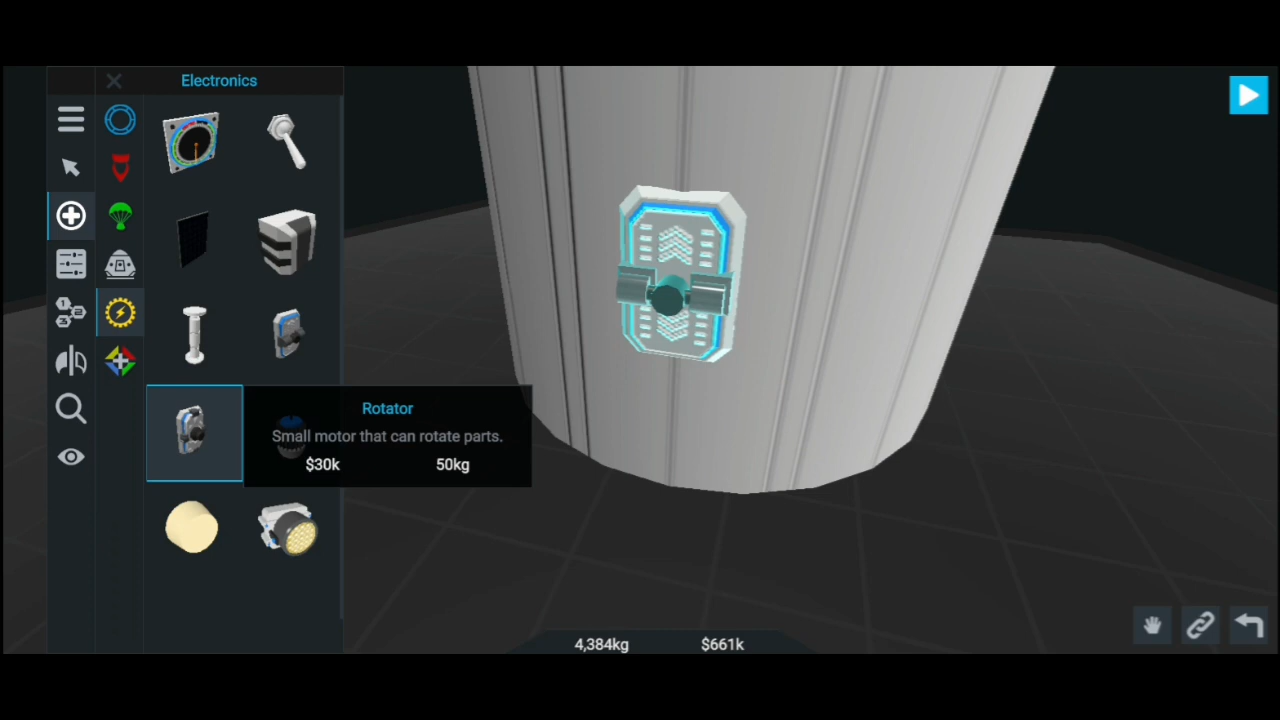 Electronics
Rotator
Small motor that can rotate parts.
$30k 50kg
4,384kg $661k